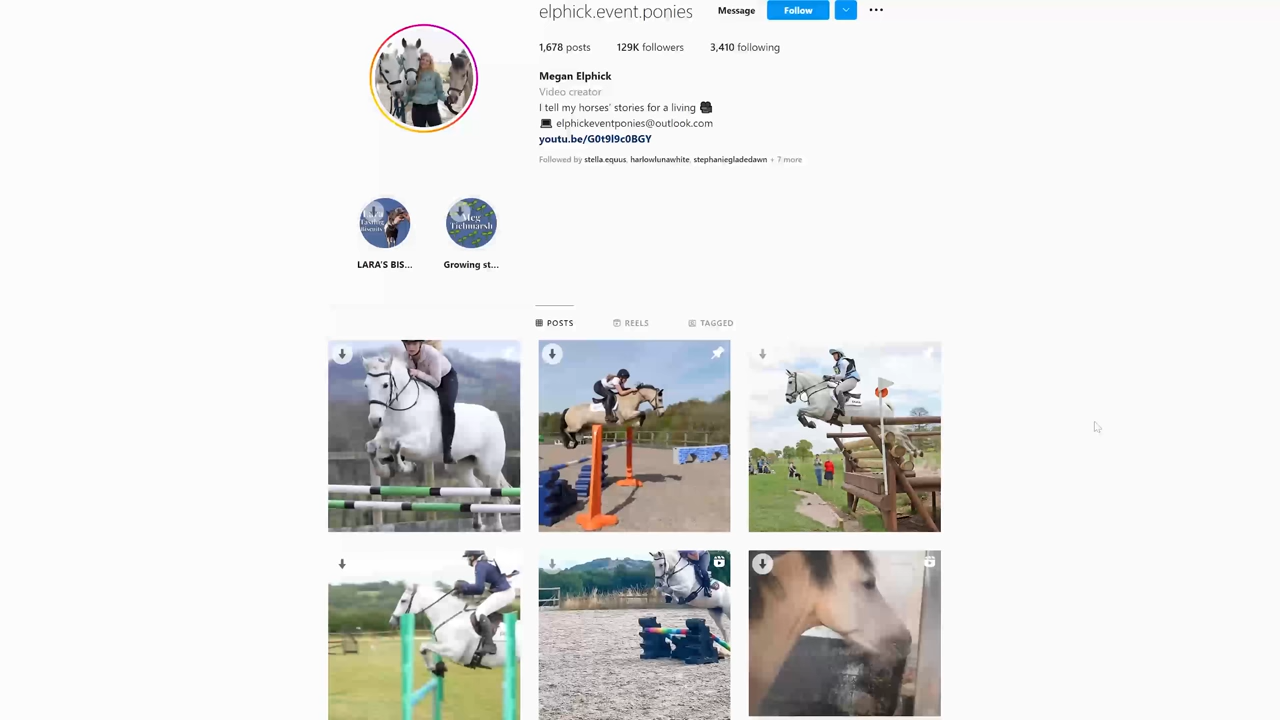 elphick.event.ponies Message Follow
1,678 posts 129K followers 3,410 following
Megan Elphick
Video creator
I tell my horses' stories for a living
elphickeventponies@outlook.com
youtu.be/G0t9l9c0BGY
Followed by stella.equus, harlowlunawhite, stephaniegladedawn + 7 more
Meg
Tichmarsh
LARA'S BIS... Growing st...
POSTS REELS TAGGED